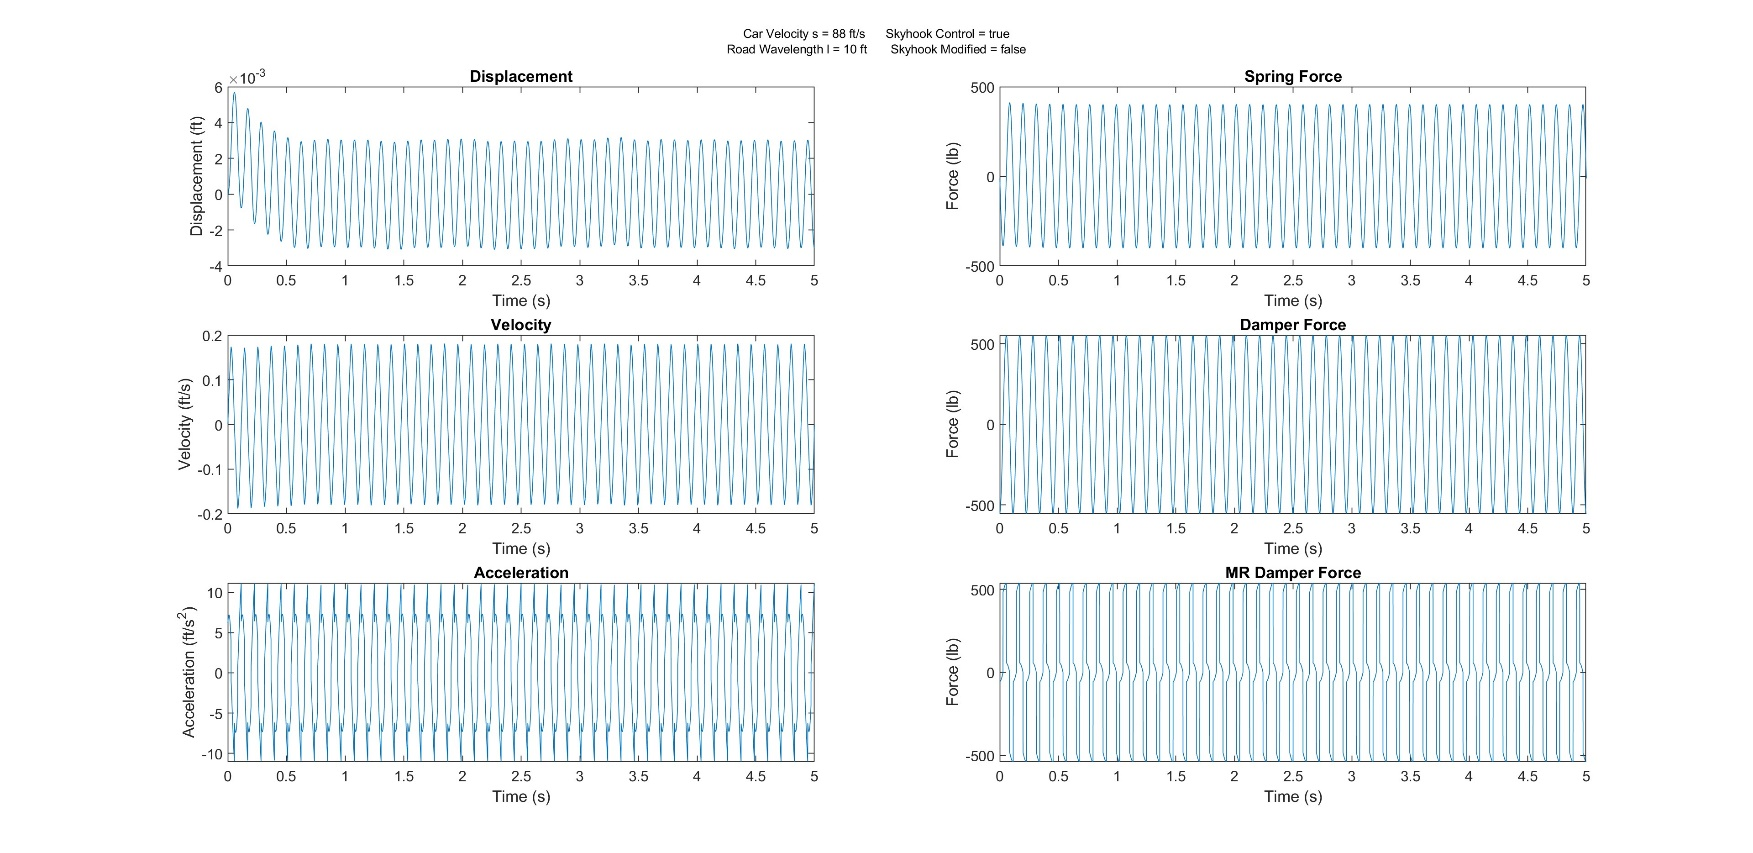 Car Velocity s = 88 ft/s Skyhook Control = true
Road Wavelength l = 10 ft Skyhook Modified = false
Displacement
×10-3
6
4
2
0
-2
-4
Displacement (ft)
0 0.5 1 1.5 2 2.5 3 3.5 4 4.5 5
Time (s)
Spring Force
500
0
-500
Force (lb)
0 0.5 1 1.5 2 2.5 3 3.5 4 4.5 5
Time (s)
Velocity
0.2
0.1
0
-0.1
-0.2
Velocity (ft/s)
0 0.5 1 1.5 2 2.5 3 3.5 4 4.5 5
Time (s)
Damper Force
500
0
-500
Force (lb)
0 0.5 1 1.5 2 2.5 3 3.5 4 4.5 5
Time (s)
Acceleration
10
5
0
-5
-10
Acceleration (ft/s2)
0 0.5 1 1.5 2 2.5 3 3.5 4 4.5 5
Time (s)
MR Damper Force
500
0
-500
Force (lb)
0 0.5 1 1.5 2 2.5 3 3.5 4 4.5 5
Time (s)